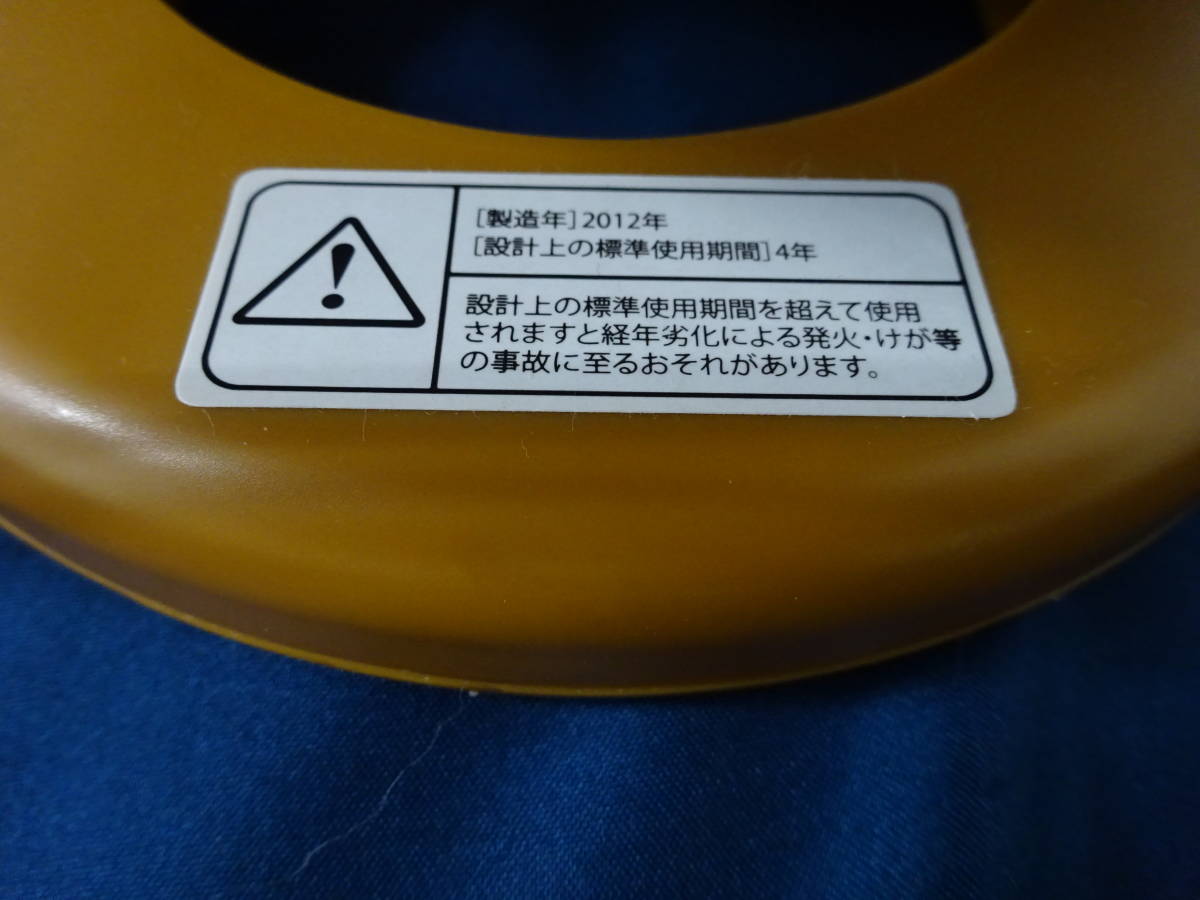 [製造年]2012年
[設計上の標準使用期間]4年
設計上の標準使用期間を超えて使用
されますと経年劣化による発火・けが等
の事故に至るおそれがあります。